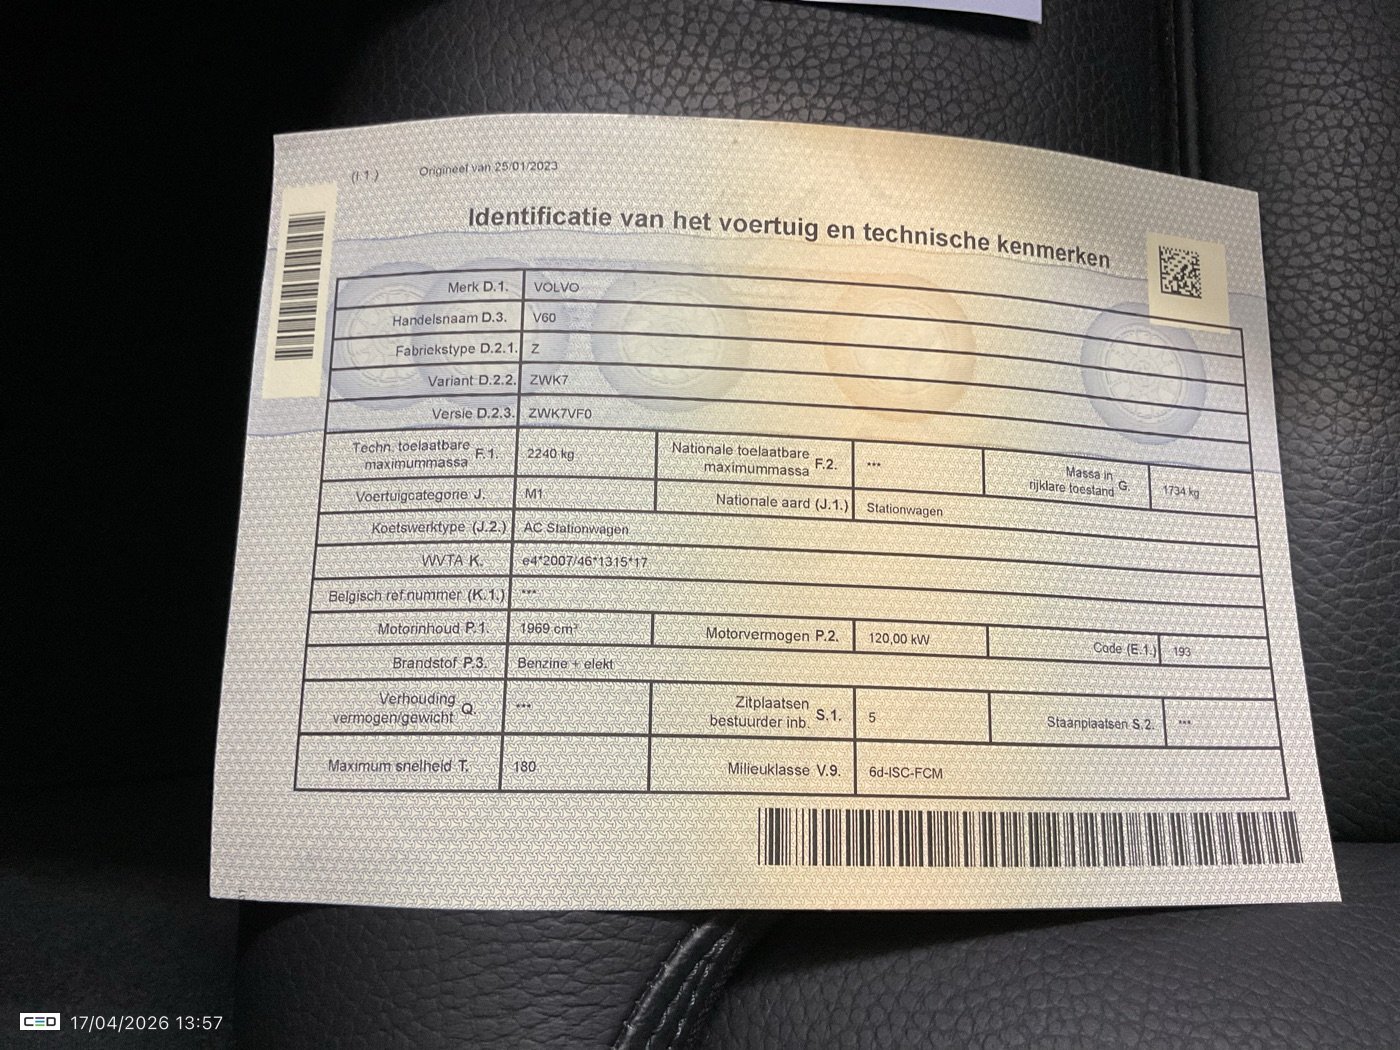 (I.1.) Origineel van 25/01/2023
Identificatie van het voertuig en technische kenmerken
Merk D.1. VOLVO
Handelsnaam D.3. V60
Fabriekstype D.2.1. Z
Variant D.2.2. ZWK7
Versie D.2.3. ZWK7VF0
Techn. toelaatbare maximummassa F.1. 2240 kg Nationale toelaatbare maximummassa F.2. *** Massa in rijklare toestand G. 1734 kg
Voertuigcategorie J. M1 Nationale aard (J.1.) Stationwagen
Koetswerktype (J.2.) AC Stationwagen
WVTA K. e4*2007/46*1315*17
Belgisch ref.nummer (K.1.) ***
Motorinhoud P.1. 1969 cm³ Motorvermogen P.2. 120,00 kW Code (E.1.) 193
Brandstof P.3. Benzine + elekt
Verhouding vermogen/gewicht Q. *** Zitplaatsen bestuurder inb. S.1. 5 Staanplaatsen S.2. ***
Maximum snelheid T. 180 Milieuklasse V.9. 6d-ISC-FCM
CED 17/04/2026 13:57